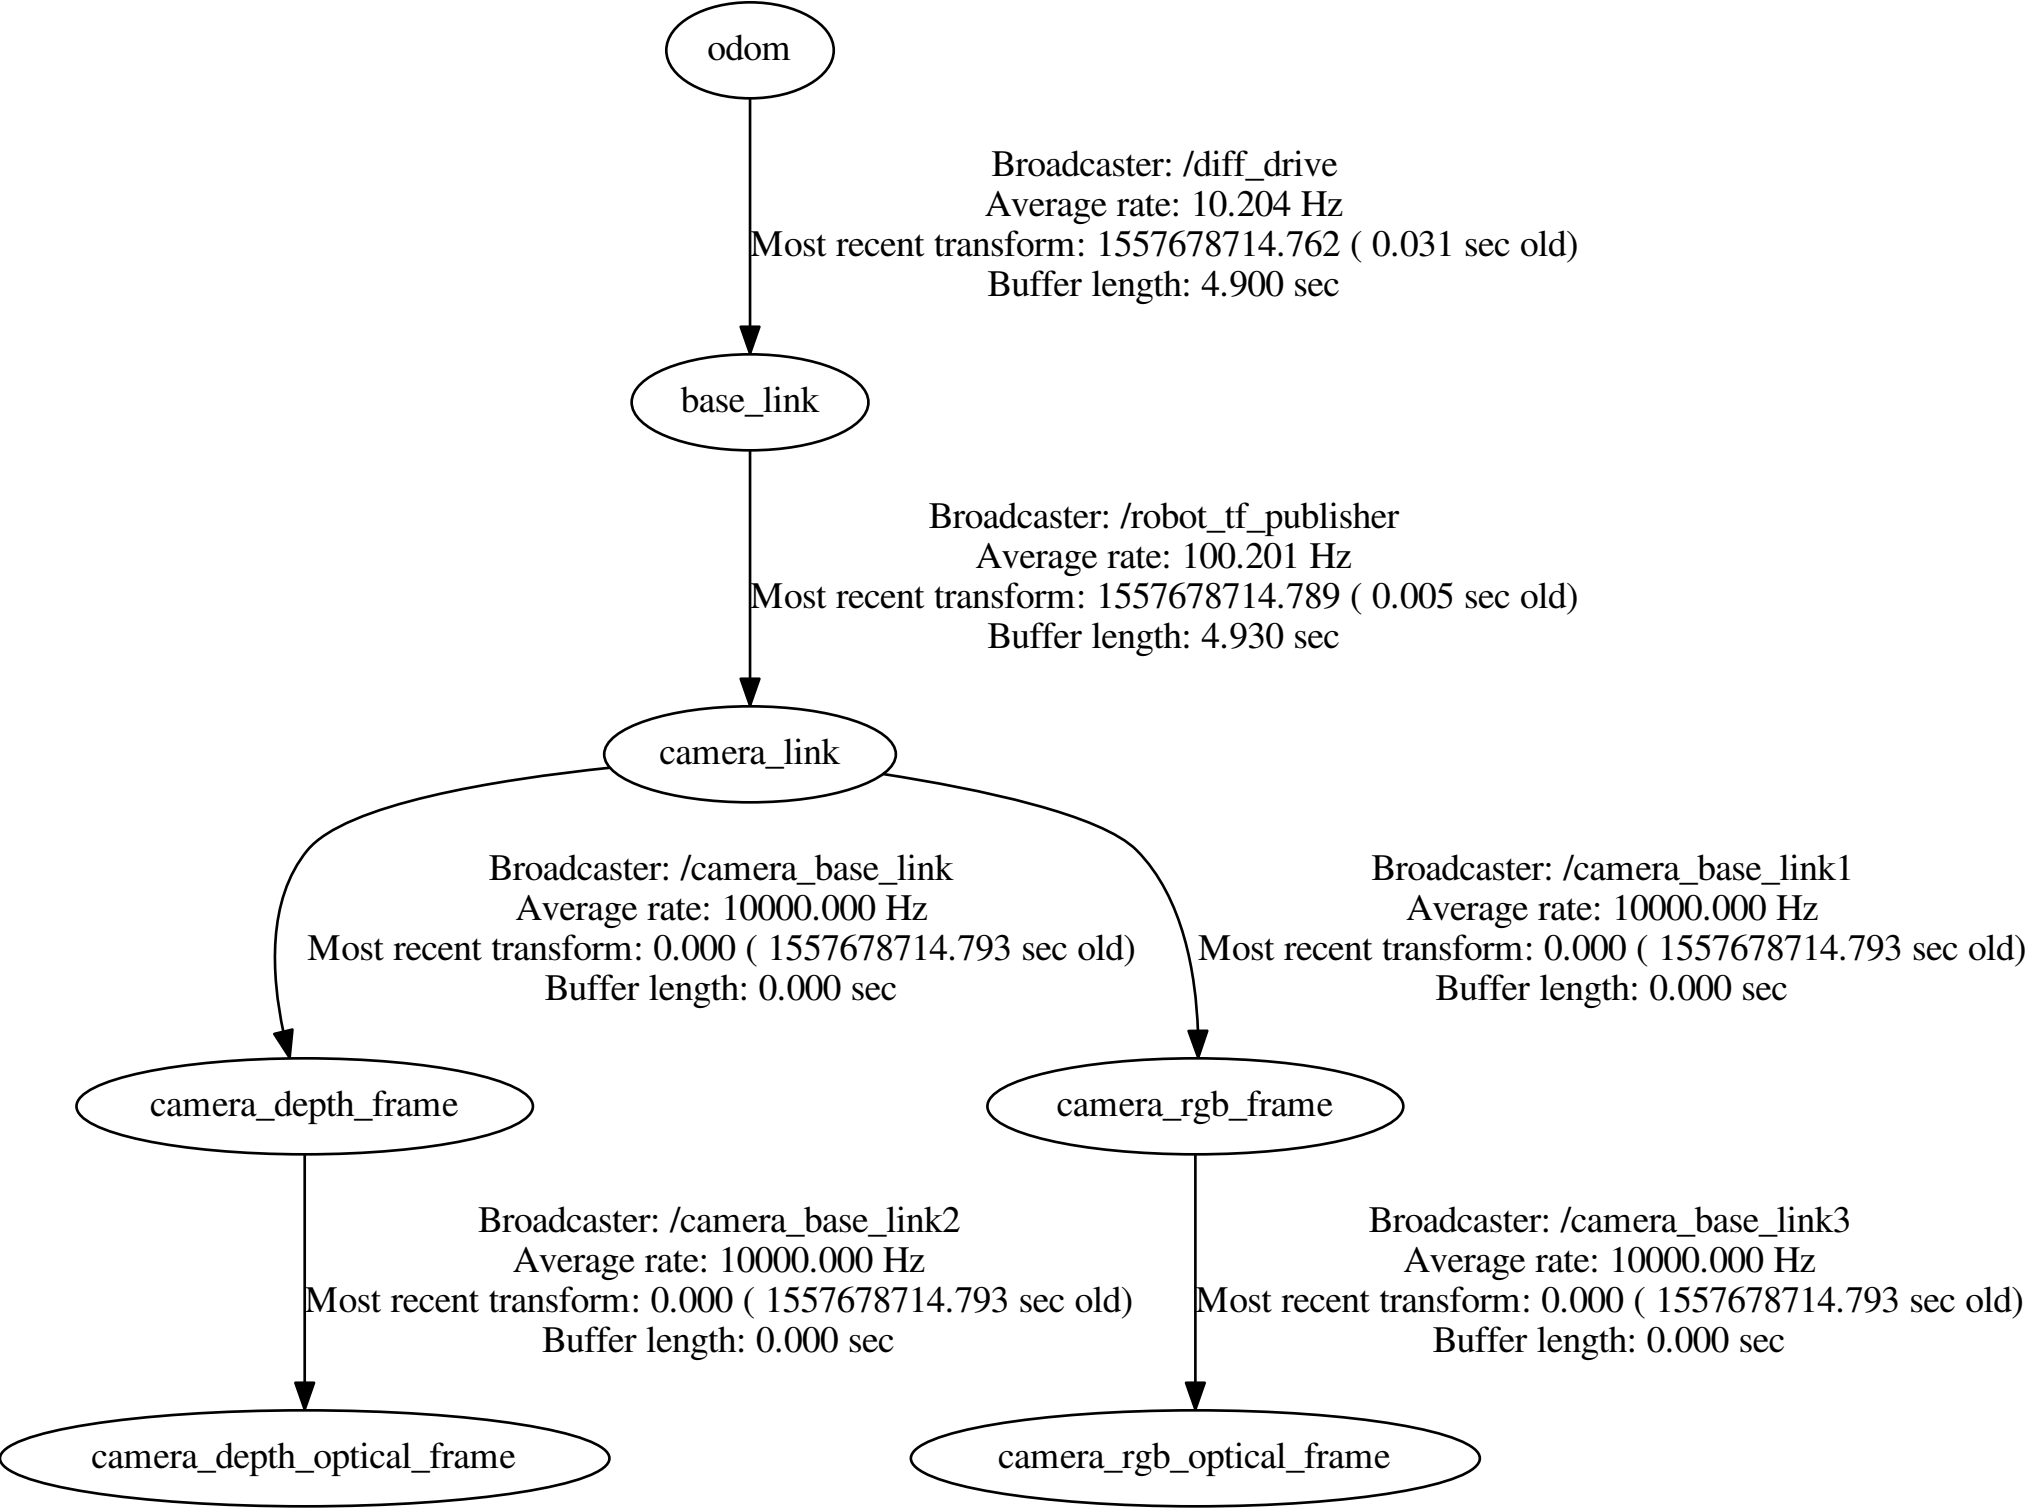 odom
Broadcaster: /diff_drive
Average rate: 10.204 Hz
Most recent transform: 1557678714.762 ( 0.031 sec old)
Buffer length: 4.900 sec
base_link
Broadcaster: /robot_tf_publisher
Average rate: 100.201 Hz
Most recent transform: 1557678714.789 ( 0.005 sec old)
Buffer length: 4.930 sec
camera_link
Broadcaster: /camera_base_link
Average rate: 10000.000 Hz
Most recent transform: 0.000 ( 1557678714.793 sec old)
Buffer length: 0.000 sec
Broadcaster: /camera_base_link1
Average rate: 10000.000 Hz
Most recent transform: 0.000 ( 1557678714.793 sec old)
Buffer length: 0.000 sec
camera_depth_frame
camera_rgb_frame
Broadcaster: /camera_base_link2
Average rate: 10000.000 Hz
Most recent transform: 0.000 ( 1557678714.793 sec old)
Buffer length: 0.000 sec
Broadcaster: /camera_base_link3
Average rate: 10000.000 Hz
Most recent transform: 0.000 ( 1557678714.793 sec old)
Buffer length: 0.000 sec
camera_depth_optical_frame
camera_rgb_optical_frame